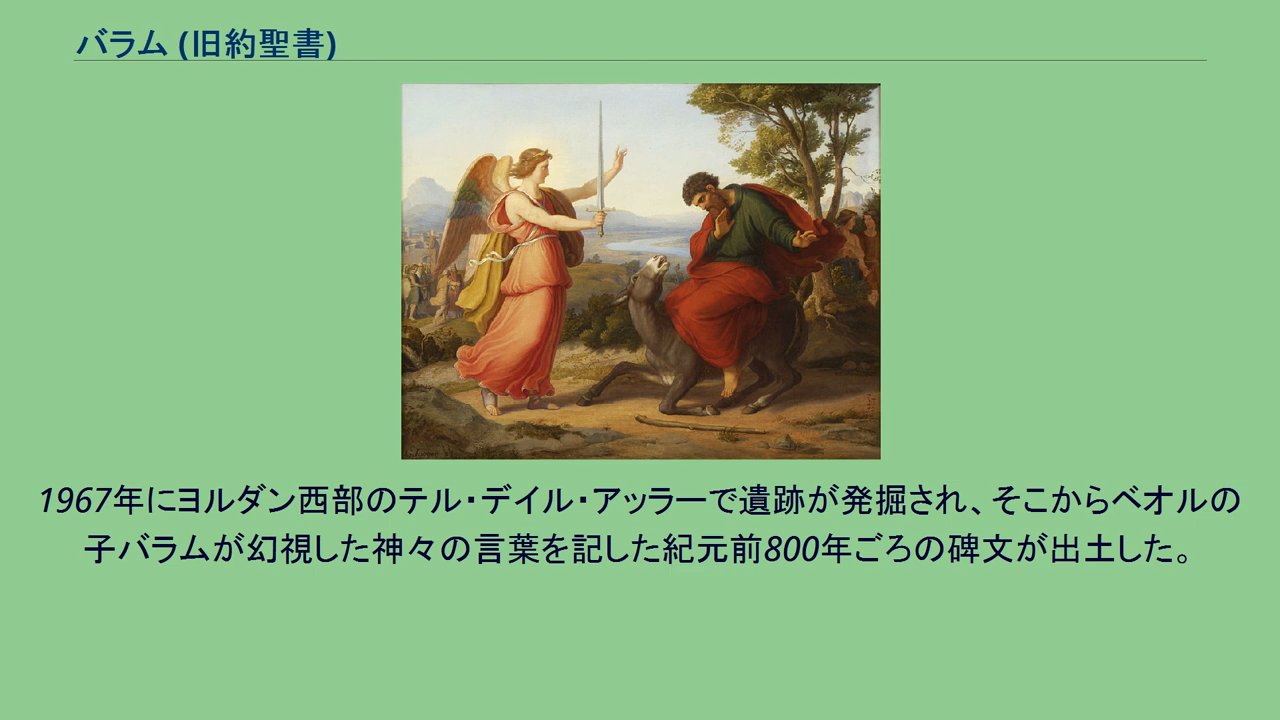 バラム (旧約聖書)
1967年にヨルダン西部のテル・デイル・アッラーで遺跡が発掘され、そこからベオルの
子バラムが幻視した神々の言葉を記した紀元前800年ごろの碑文が出土した。